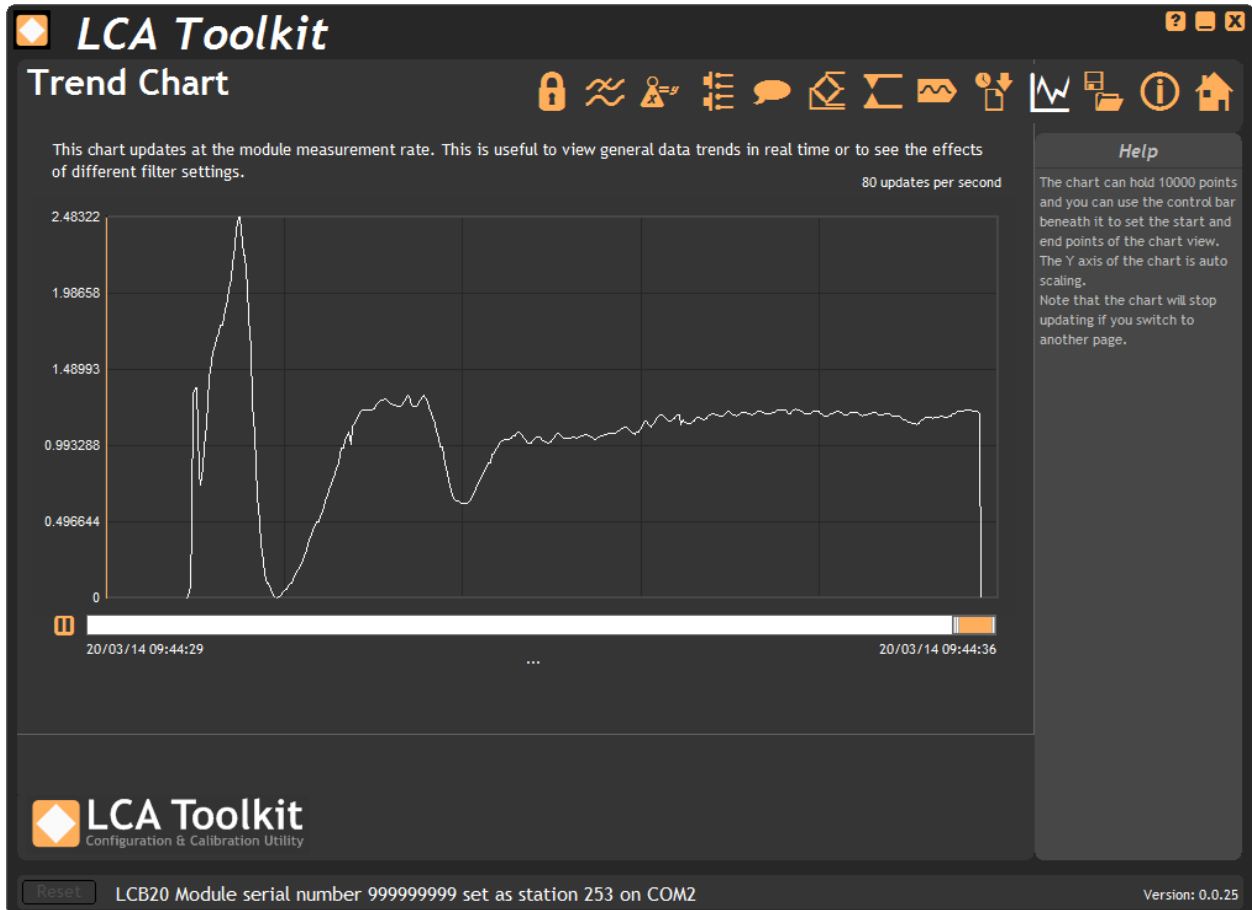 LCA Toolkit
?
X
Trend Chart
x=y
This chart updates at the module measurement rate. This is useful to view general data trends in real time or to see the effects
of different filter settings.
80 updates per second
2.48322
1.98658
1.48993
0.993288
0.496644
0
20/03/14 09:44:29
...
20/03/14 09:44:36
Help
The chart can hold 10000 points
and you can use the control bar
beneath it to set the start and
end points of the chart view.
The Y axis of the chart is auto
scaling.
Note that the chart will stop
updating if you switch to
another page.
LCA Toolkit
Configuration & Calibration Utility
Reset
LCB20 Module serial number 999999999 set as station 253 on COM2
Version: 0.0.25